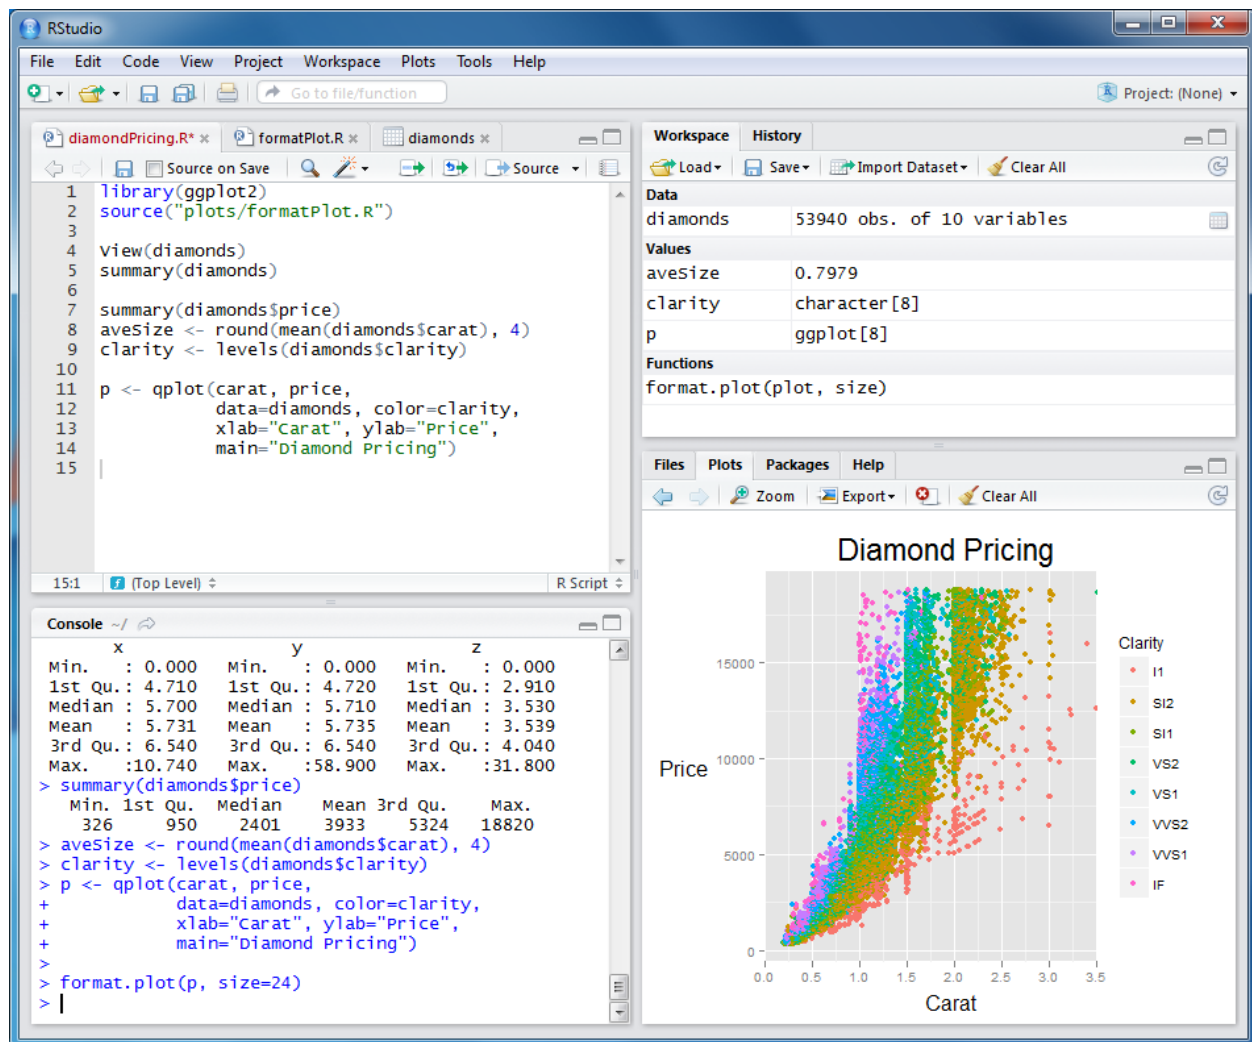 RStudio
File Edit Code View Project Workspace Plots Tools Help
Go to file/function
Project: (None)
diamondPricing.R* formatPlot.R diamonds
Source on Save Source
1 library(ggplot2)
2 source("plots/formatPlot.R")
3
4 View(diamonds)
5 summary(diamonds)
6
7 summary(diamonds$price)
8 aveSize <- round(mean(diamonds$carat), 4)
9 clarity <- levels(diamonds$clarity)
10
11 p <- qplot(carat, price,
12 data=diamonds, color=clarity,
13 xlab="Carat", ylab="Price",
14 main="Diamond Pricing")
15
15:1 (Top Level) R Script
Console ~/
x y z
Min. : 0.000 Min. : 0.000 Min. : 0.000
1st Qu.: 4.710 1st Qu.: 4.720 1st Qu.: 2.910
Median : 5.700 Median : 5.710 Median : 3.530
Mean : 5.731 Mean : 5.735 Mean : 3.539
3rd Qu.: 6.540 3rd Qu.: 6.540 3rd Qu.: 4.040
Max. :10.740 Max. :58.900 Max. :31.800
> summary(diamonds$price)
Min. 1st Qu. Median Mean 3rd Qu. Max.
326 950 2401 3933 5324 18820
> aveSize <- round(mean(diamonds$carat), 4)
> clarity <- levels(diamonds$clarity)
> p <- qplot(carat, price,
+ data=diamonds, color=clarity,
+ xlab="Carat", ylab="Price",
+ main="Diamond Pricing")
>
> format.plot(p, size=24)
>
Workspace History
Load Save Import Dataset Clear All
Data
diamonds 53940 obs. of 10 variables
Values
aveSize 0.7979
clarity character[8]
p ggplot[8]
Functions
format.plot(plot, size)
Files Plots Packages Help
Zoom Export Clear All
Diamond Pricing
Price
15000
10000
5000
0
0.0 0.5 1.0 1.5 2.0 2.5 3.0 3.5
Carat
Clarity
I1
SI2
SI1
VS2
VS1
VVS2
VVS1
IF